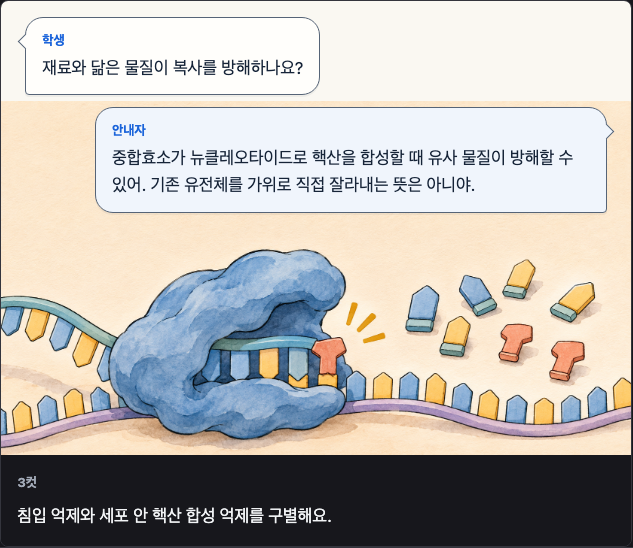 학생
재료와 닮은 물질이 복사를 방해하나요?
안내자
중합효소가 뉴클레오타이드로 핵산을 합성할 때 유사 물질이 방해할 수
있어. 기존 유전체를 가위로 직접 잘라내는 뜻은 아니야.
3컷
침입 억제와 세포 안 핵산 합성 억제를 구별해요.